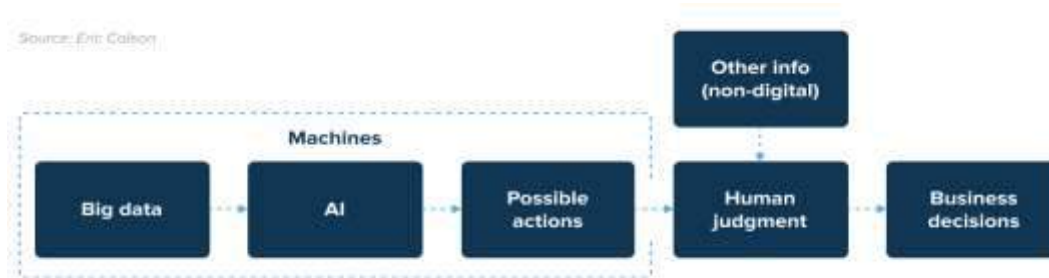 Source: Eric Colson
Other info
(non-digital)
Machines
Big data
AI
Possible
actions
Human
judgment
Business
decisions